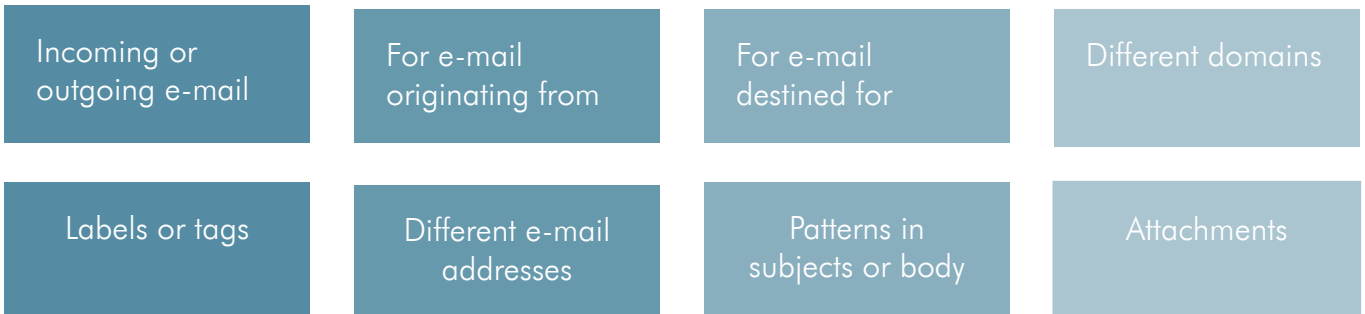 Incoming or
outgoing e-mail
For e-mail
originating from
For e-mail
destined for
Different domains
Labels or tags
Different e-mail
addresses
Patterns in
subjects or body
Attachments